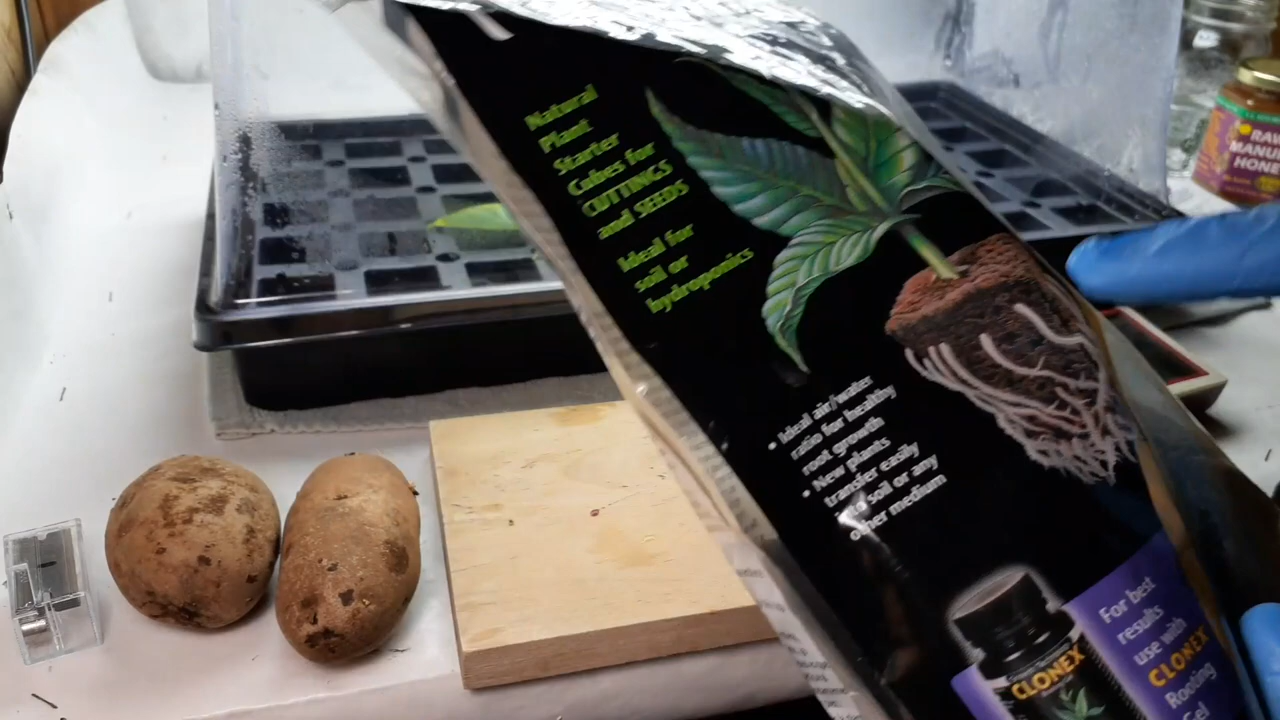 Natural
Plant
Starter
Cubes for
CUTTINGS
and SEEDS
Ideal for
soil or
hydroponics
• Ideal air/water
ratio for healthy
root growth
• New plants
transfer easily
to soil or any
other medium
For best
results
use with
CLONEX
Rooting
Gel
CLONEX
RAW
MANUKA
HONEY